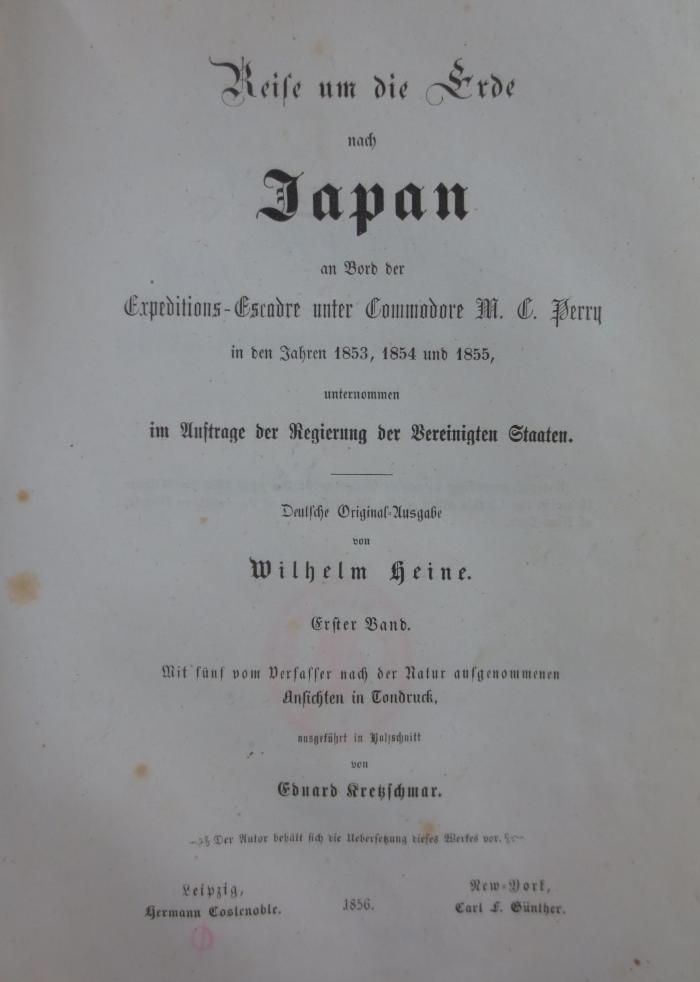 Reise um die Erde
nach
Japan
an Bord der
Expeditions-Escadre unter Commodore M. C. Perry
in den Jahren 1853, 1854 und 1855,
unternommen
im Auftrage der Regierung der Vereinigten Staaten.
Deutsche Original-Ausgabe
von
Wilhelm Heine.
Erster Band.
Mit fünf vom Verfasser nach der Natur aufgenommenen
Ansichten in Tondruck,
ausgeführt in Holzschnitt
von
Eduard Kretzschmar.
Der Autor behält sich die Uebersetzung dieses Werkes vor.
Leipzig,
Hermann Costenoble.
1856.
New-York,
Carl F. Günther.